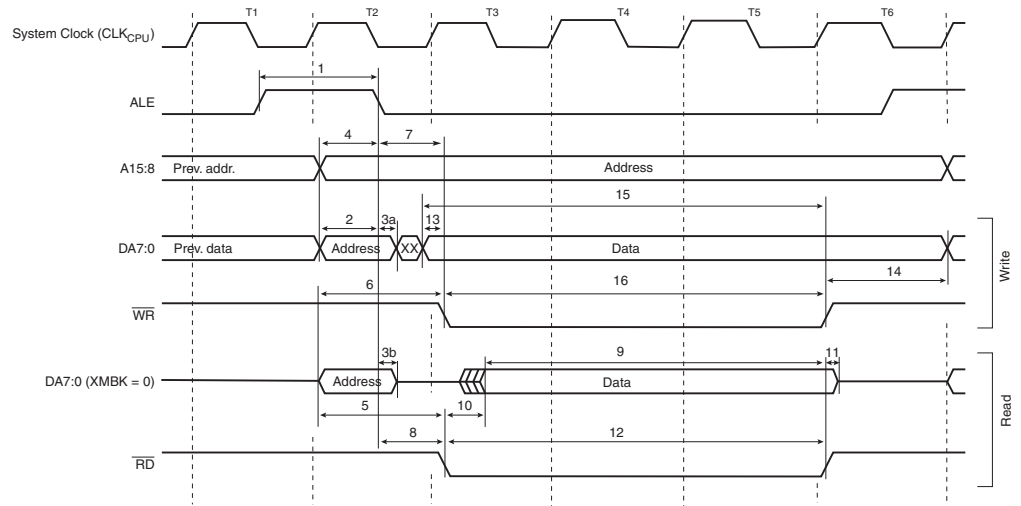 T1 T2 T3 T4 T5 T6
System Clock (CLKCPU)
1
ALE
4 7
A15:8 Prev. addr. Address
15
2 3a 13
DA7:0 Prev. data Address XX Data
14
6 16
WR
Write
3b 9 11
DA7:0 (XMBK = 0) Address Data
5 10
8 12
RD
Read